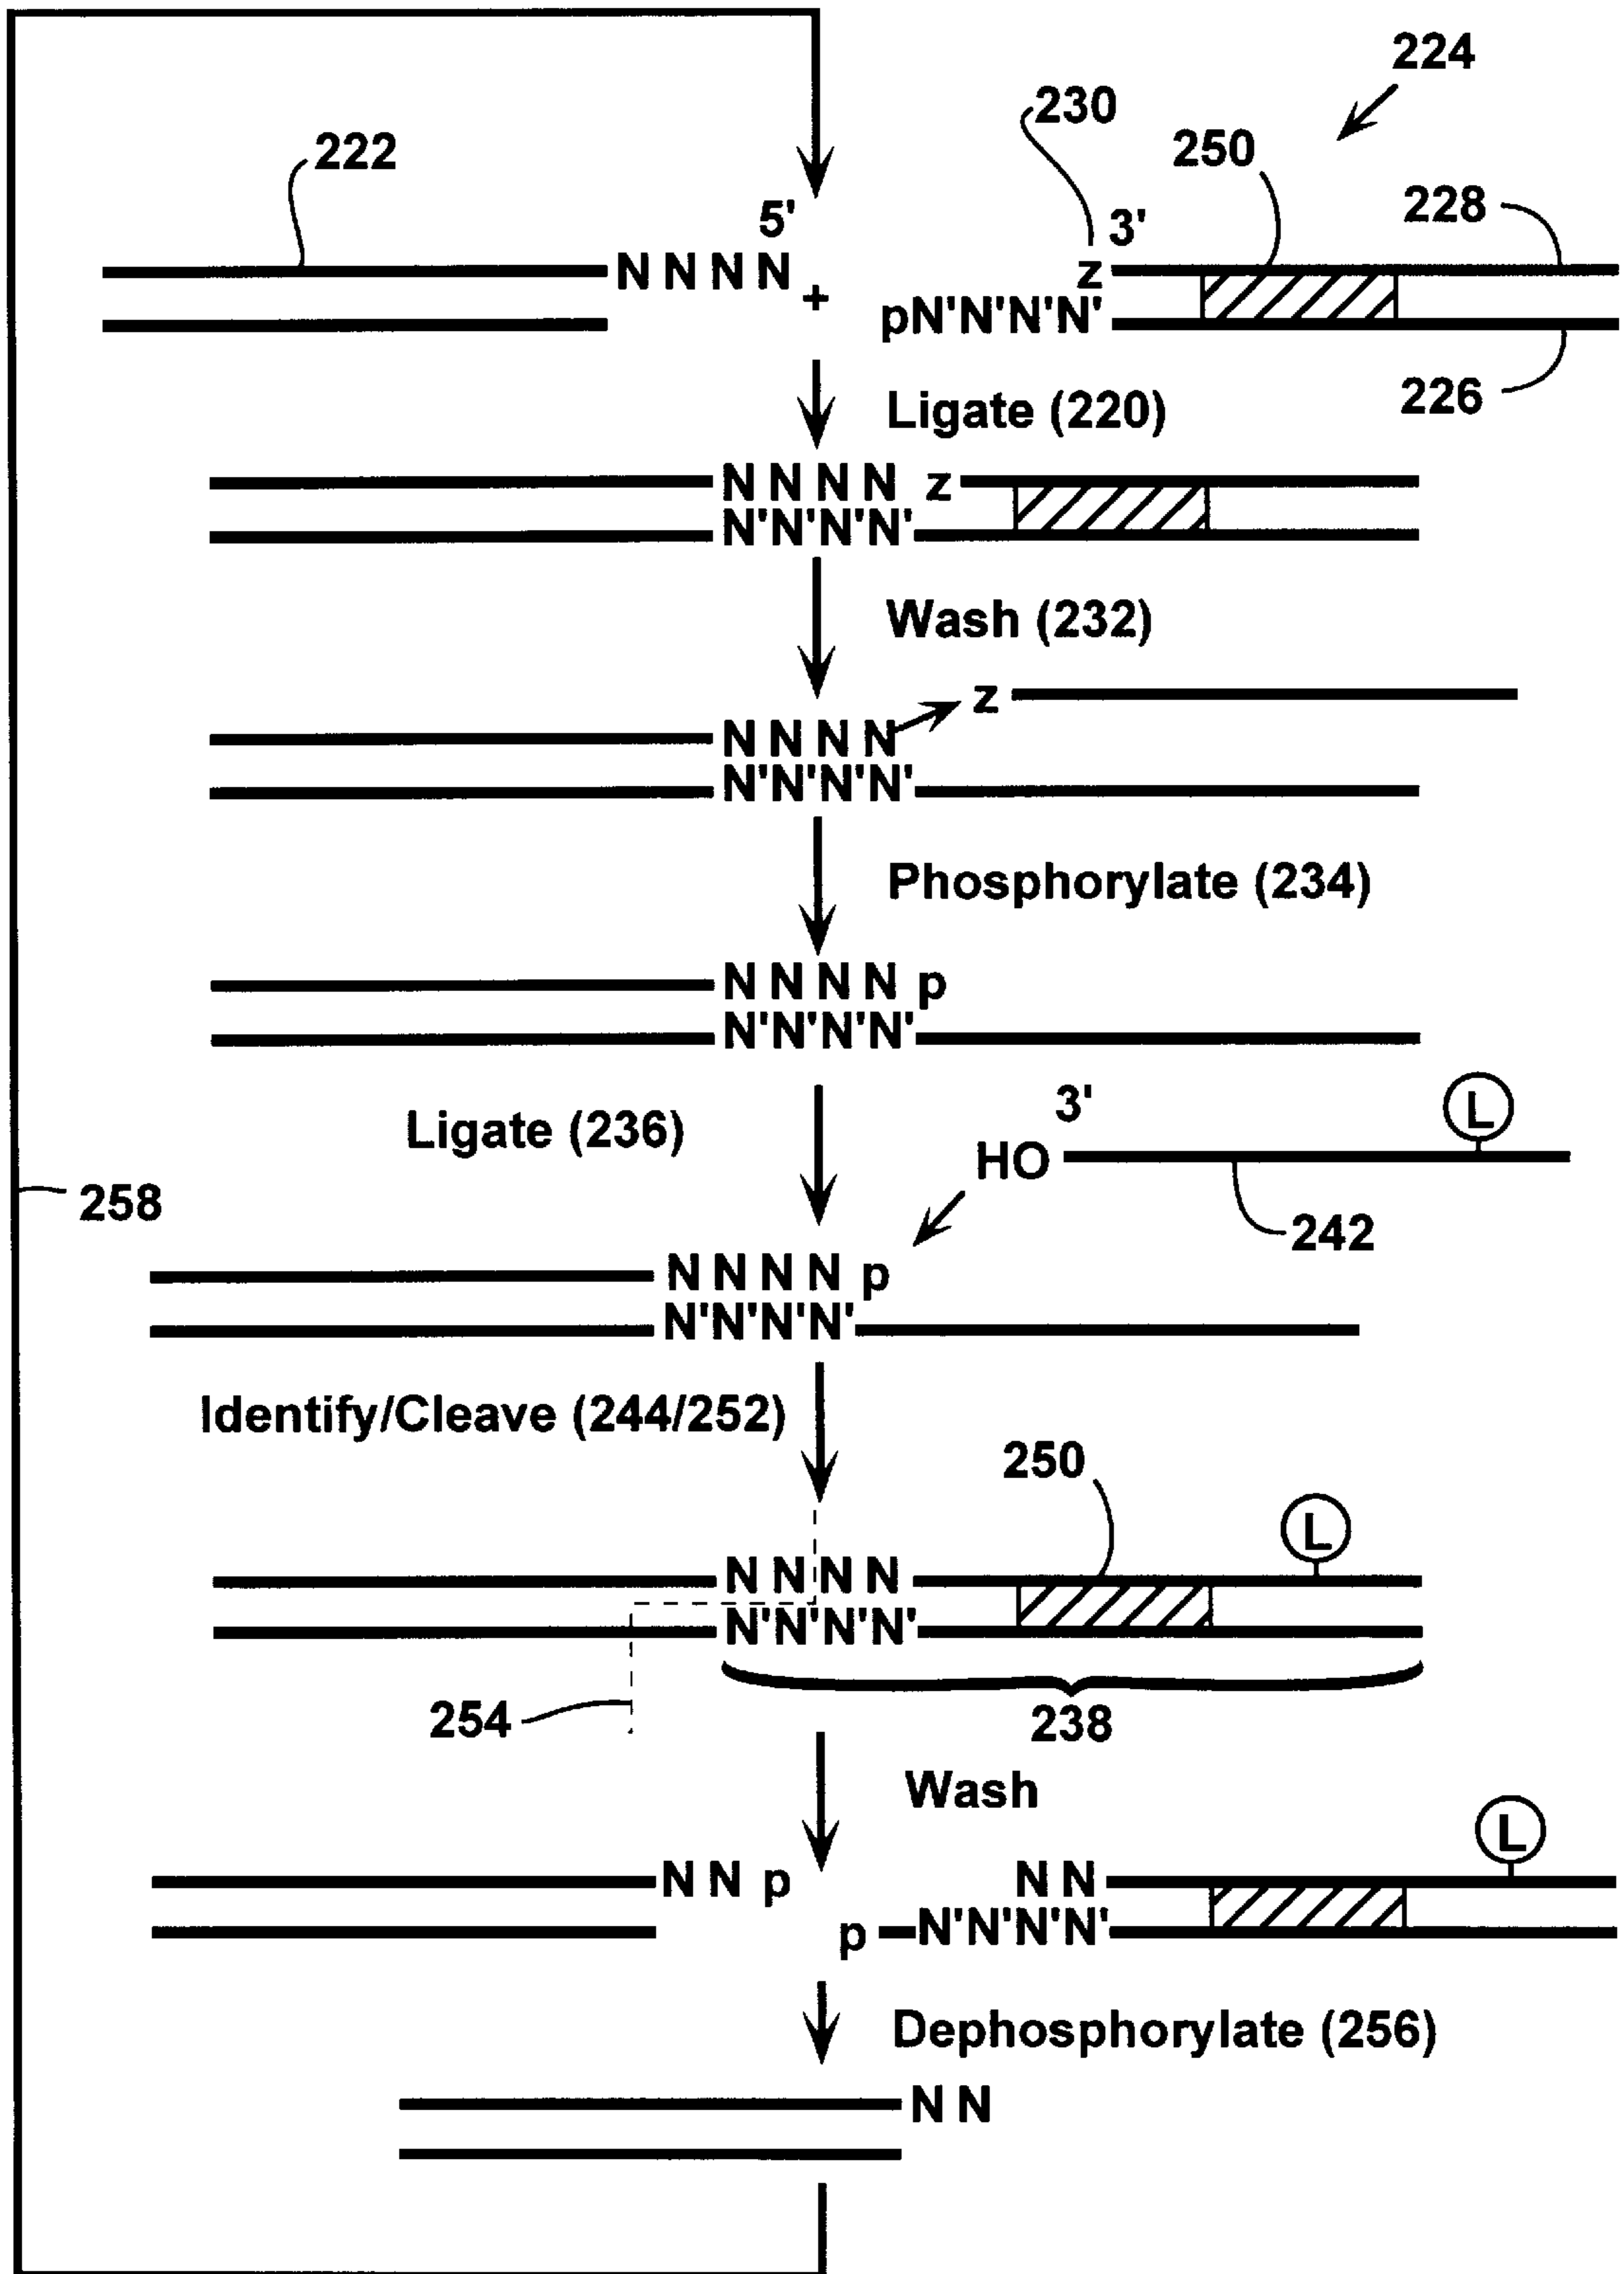 224
230
222
250
5'
3'
228
N N N N
+
z
pN'N'N'N'
226
Ligate (220)
N N N N z
N'N'N'N'
Wash (232)
z
N N N N
N'N'N'N'
Phosphorylate (234)
N N N N p
N'N'N'N'
3'
L
Ligate (236)
HO
258
242
N N N N p
N'N'N'N'
Identify/Cleave (244/252)
250
L
N N N N
N'N'N'N'
254
238
Wash
L
N N p
N N
p N'N'N'N'
Dephosphorylate (256)
N N